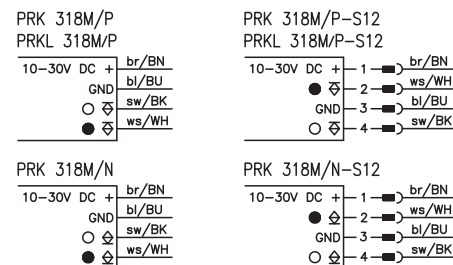 PRK 318M/P
PRKL 318M/P
10–30V DC + br/BN
GND bl/BU
sw/BK
ws/WH
PRK 318M/P–S12
PRKL 318M/P–S12
10–30V DC + 1 br/BN
2 ws/WH
GND 3 bl/BU
4 sw/BK
PRK 318M/N
10–30V DC + br/BN
GND bl/BU
sw/BK
ws/WH
PRK 318M/N–S12
10–30V DC + 1 br/BN
2 ws/WH
GND 3 bl/BU
4 sw/BK